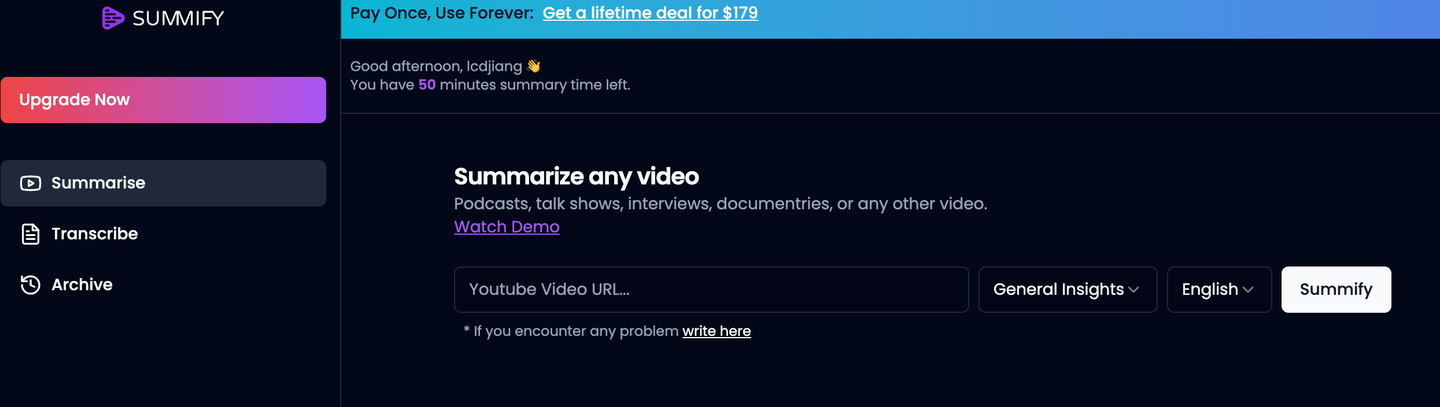 SUMMIFY
Upgrade Now
Summarise
Transcribe
Archive
Pay Once, Use Forever: Get a lifetime deal for $179
Good afternoon, lcdjiang 👋
You have 50 minutes summary time left.
Summarize any video
Podcasts, talk shows, interviews, documentries, or any other video.
Watch Demo
Youtube Video URL...
General Insights
English
Summify
* If you encounter any problem write here